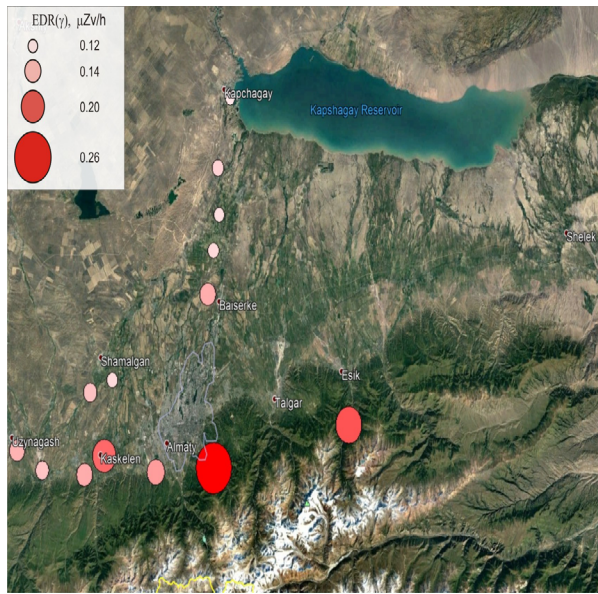 EDR(γ), μZv/h
0.12
0.14
0.20
0.26
Kapchagay
Kapshagay Reservoir
Shelek
Baiserke
Shamalgan
Esik
Talgar
Uzynagash
Almaty
Kaskelen